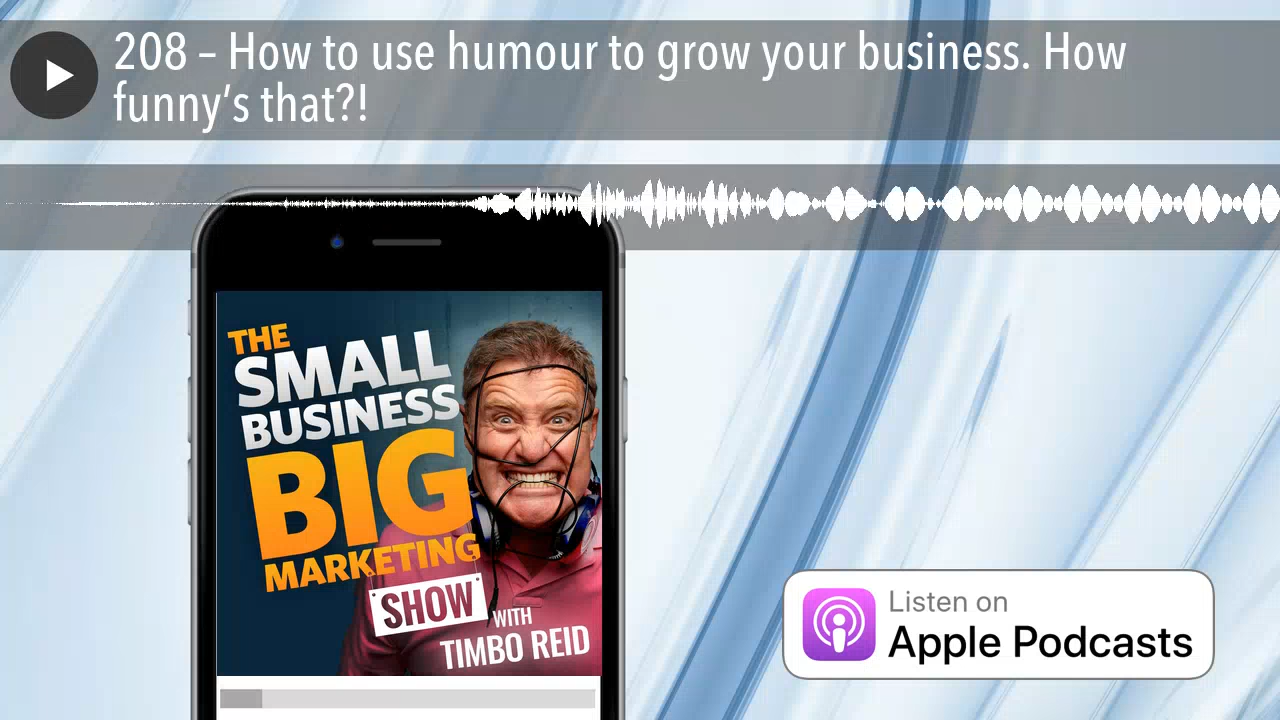 208 – How to use humour to grow your business. How
funny’s that?!
THE
SMALL
BUSINESS
BIG
MARKETING
SHOW
WITH
TIMBO REID
Listen on
Apple Podcasts